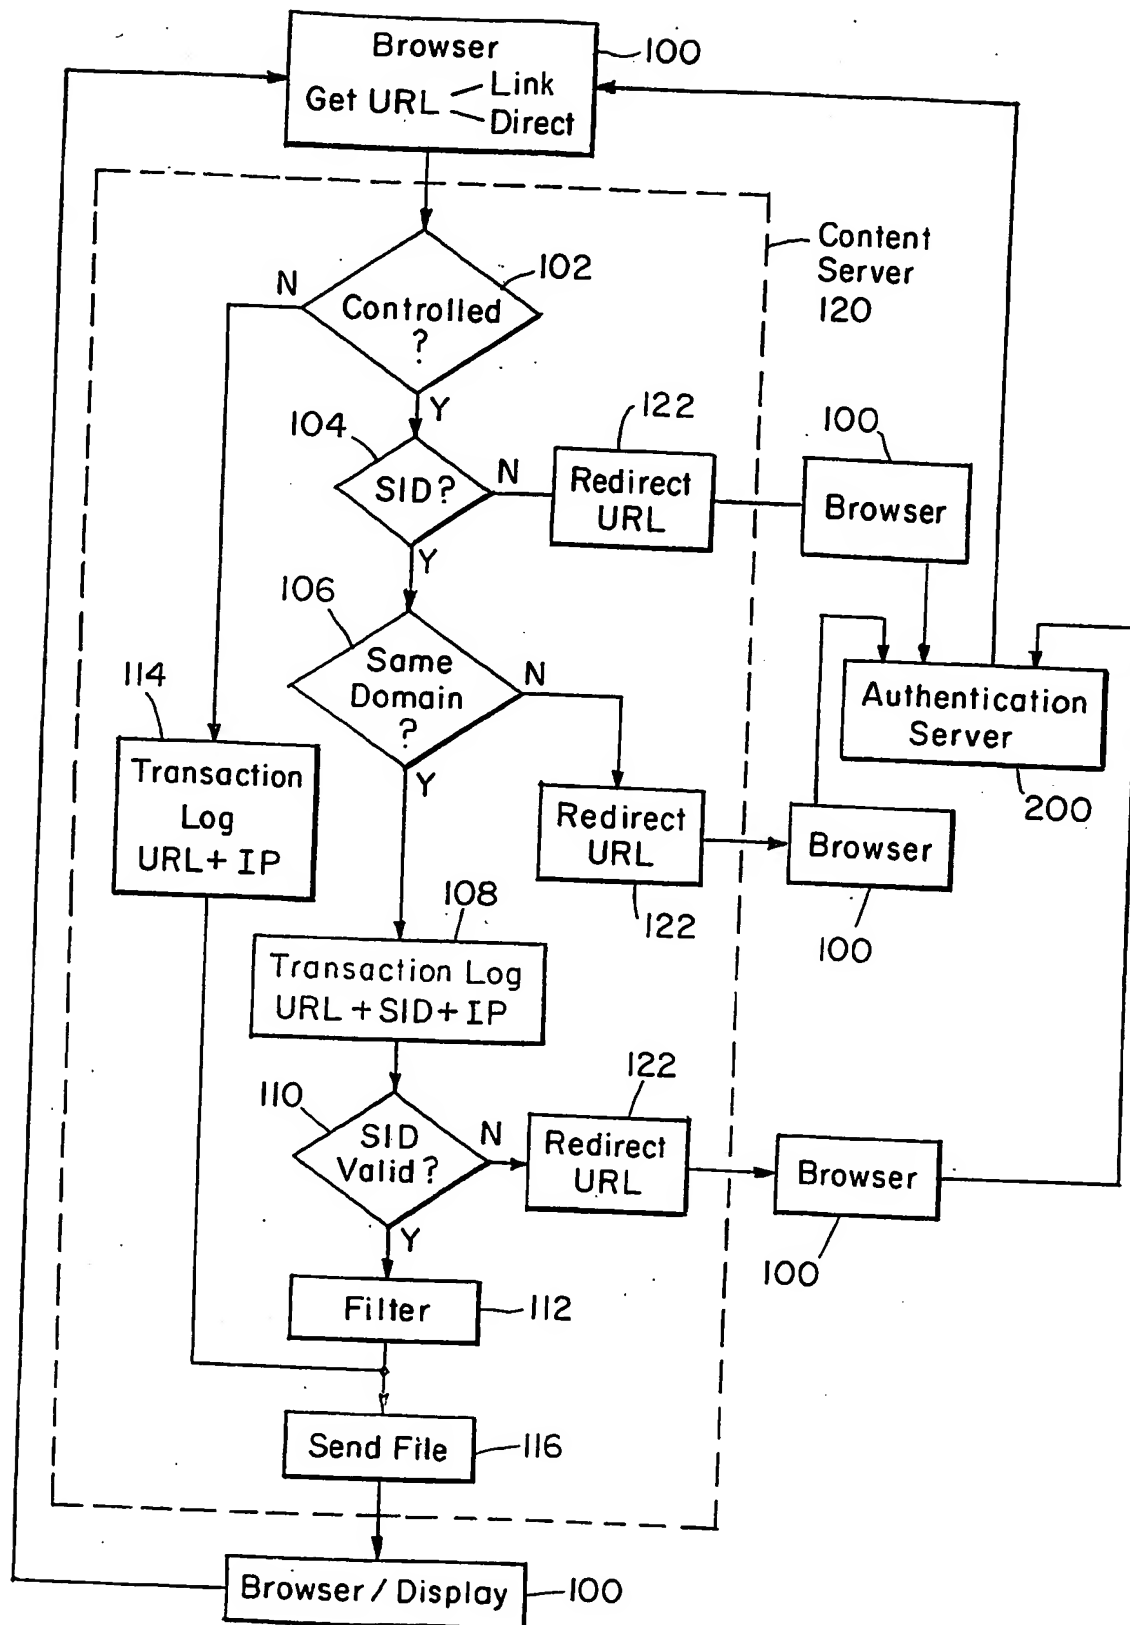 Browser
100
Get URL
Link
Direct
Content
Server
120
102
N
Controlled
?
Y
104
SID?
N
122
Redirect
URL
100
Browser
Y
106
Same
Domain
?
N
Y
Authentication
Server
200
114
Transaction
Log
URL+ IP
Redirect
URL
122
Browser
100
108
Transaction Log
URL + SID + IP
110
SID
Valid?
N
122
Redirect
URL
Browser
100
Y
Filter
112
Send File
116
Browser / Display
100